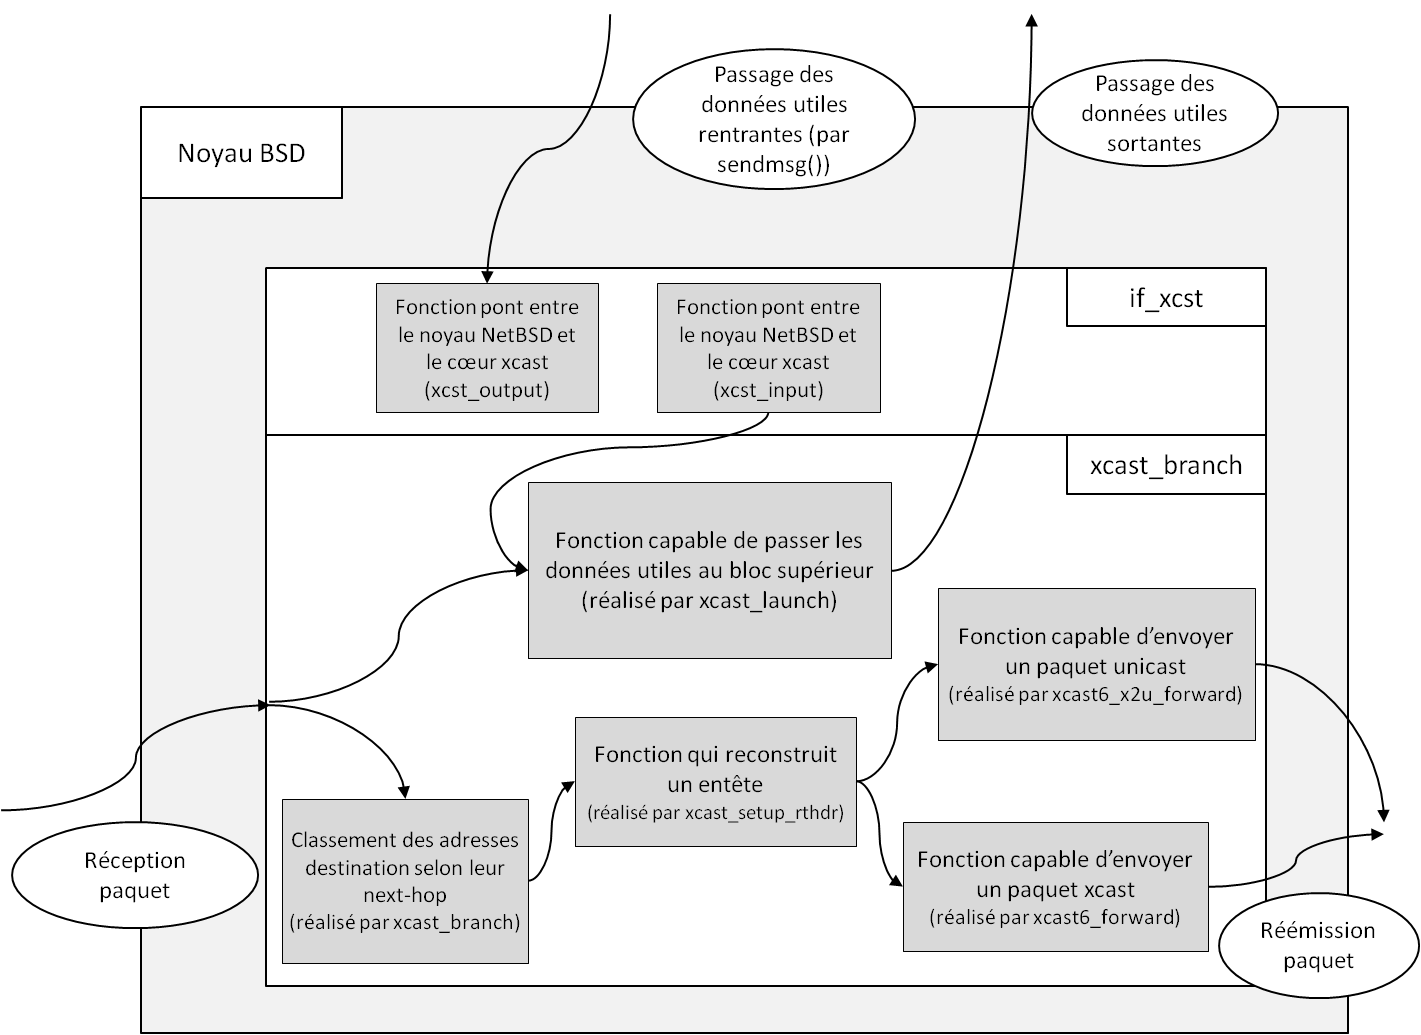 Passage des
données utiles
rentrantes (par
sendmsg())
Passage des
données utiles
sortantes
Noyau BSD
if_xcst
Fonction pont entre
le noyau NetBSD et
le cœur xcast
(xcst_output)
Fonction pont entre
le noyau NetBSD et
le cœur xcast
(xcst_input)
xcast_branch
Fonction capable de passer les
données utiles au bloc supérieur
(réalisé par xcast_launch)
Fonction capable d’envoyer
un paquet unicast
(réalisé par xcast6_x2u_forward)
Fonction qui reconstruit
un entête
(réalisé par xcast_setup_rthdr)
Classement des adresses
destination selon leur
next-hop
(réalisé par xcast_branch)
Fonction capable d’envoyer
un paquet xcast
(réalisé par xcast6_forward)
Réception
paquet
Réémission
paquet